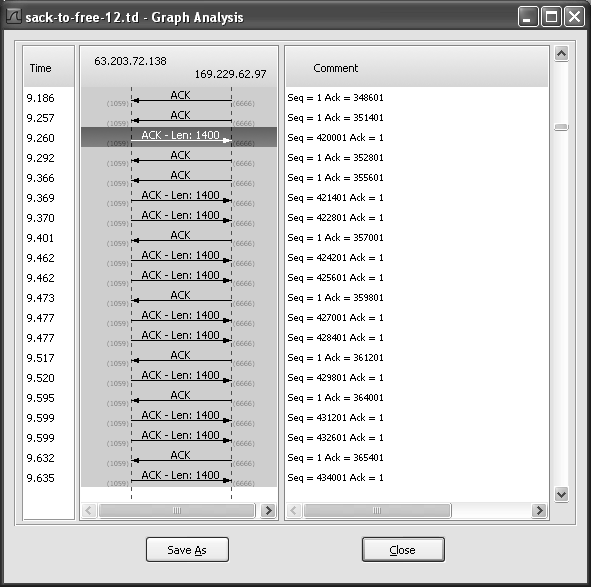 sack-to-free-12.td - Graph Analysis
Time 63.203.72.138 169.229.62.97 Comment
9.186 (1059) ACK (6666) Seq = 1 Ack = 348601
9.257 (1059) ACK (6666) Seq = 1 Ack = 351401
9.260 (1059) ACK - Len: 1400 (6666) Seq = 420001 Ack = 1
9.292 (1059) ACK (6666) Seq = 1 Ack = 352801
9.366 (1059) ACK (6666) Seq = 1 Ack = 355601
9.369 (1059) ACK - Len: 1400 (6666) Seq = 421401 Ack = 1
9.370 (1059) ACK - Len: 1400 (6666) Seq = 422801 Ack = 1
9.401 (1059) ACK (6666) Seq = 1 Ack = 357001
9.462 (1059) ACK - Len: 1400 (6666) Seq = 424201 Ack = 1
9.462 (1059) ACK - Len: 1400 (6666) Seq = 425601 Ack = 1
9.473 (1059) ACK (6666) Seq = 1 Ack = 359801
9.477 (1059) ACK - Len: 1400 (6666) Seq = 427001 Ack = 1
9.477 (1059) ACK - Len: 1400 (6666) Seq = 428401 Ack = 1
9.517 (1059) ACK (6666) Seq = 1 Ack = 361201
9.520 (1059) ACK - Len: 1400 (6666) Seq = 429801 Ack = 1
9.595 (1059) ACK (6666) Seq = 1 Ack = 364001
9.599 (1059) ACK - Len: 1400 (6666) Seq = 431201 Ack = 1
9.599 (1059) ACK - Len: 1400 (6666) Seq = 432601 Ack = 1
9.632 (1059) ACK (6666) Seq = 1 Ack = 365401
9.635 (1059) ACK - Len: 1400 (6666) Seq = 434001 Ack = 1
Save As Close